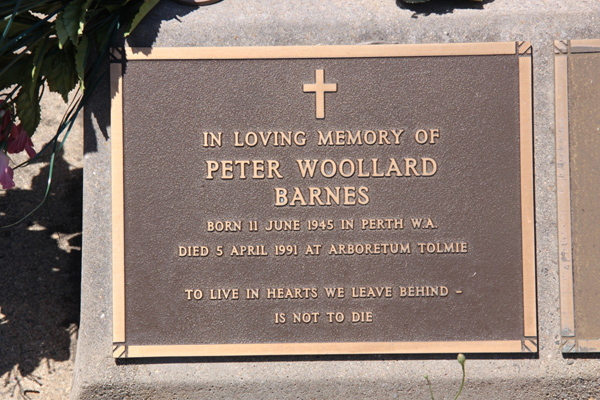 IN LOVING MEMORY OF
PETER WOOLLARD
BARNES
BORN 11 JUNE 1945 IN PERTH W.A.
DIED 5 APRIL 1991 AT ARBORETUM TOLMIE
TO LIVE IN HEARTS WE LEAVE BEHIND –
IS NOT TO DIE